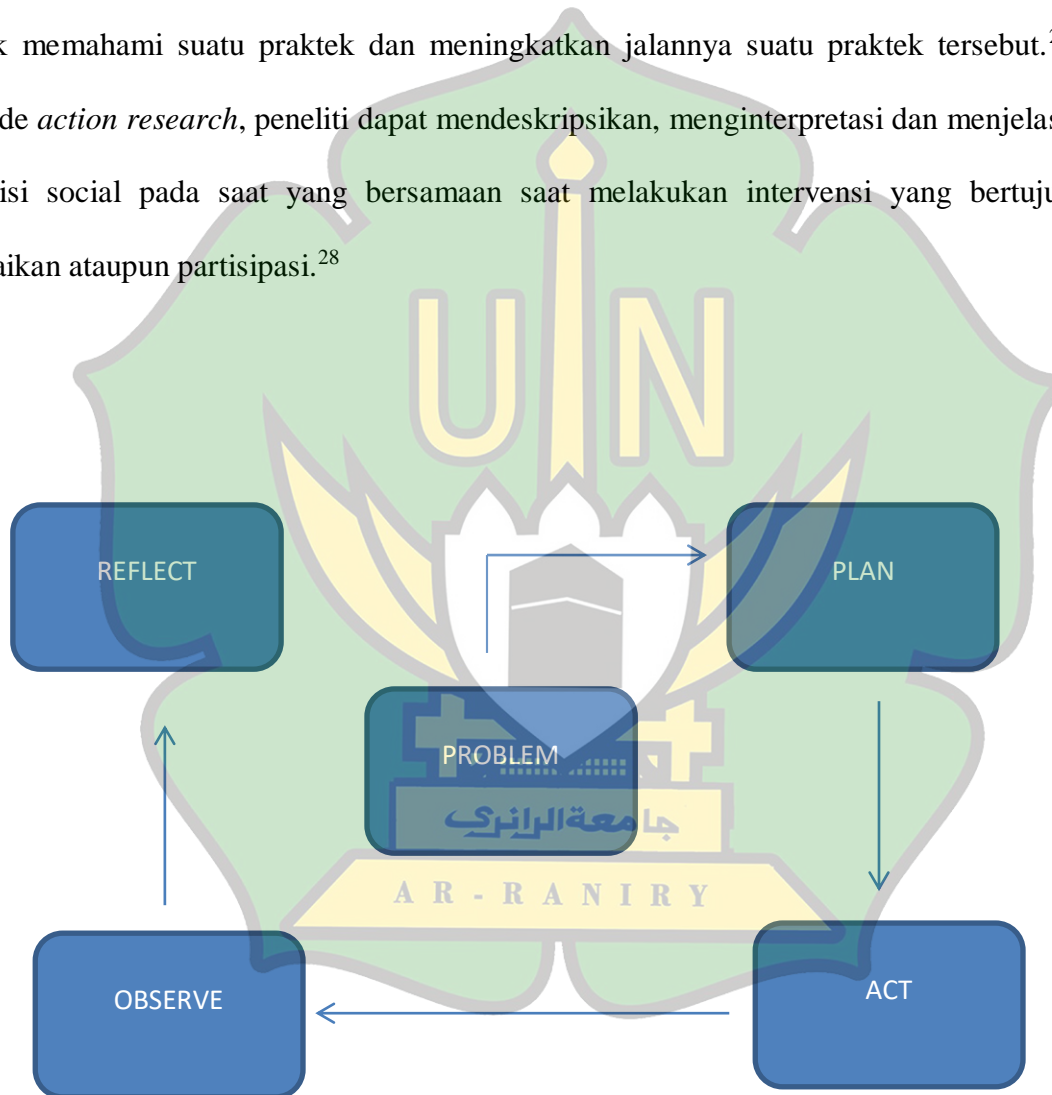 k memahami suatu praktek dan meningkatkan jalannya suatu praktek tersebut.
de action research, peneliti dapat mendeskripsikan, menginterpretasi dan menjelas
isi social pada saat yang bersamaan saat melakukan intervensi yang bertuju
aikan ataupun partisipasi.28
UIN
REFLECT
PLAN
PROBLEM
جامعةالرانري
AR-RANIRY
OBSERVE
ACT